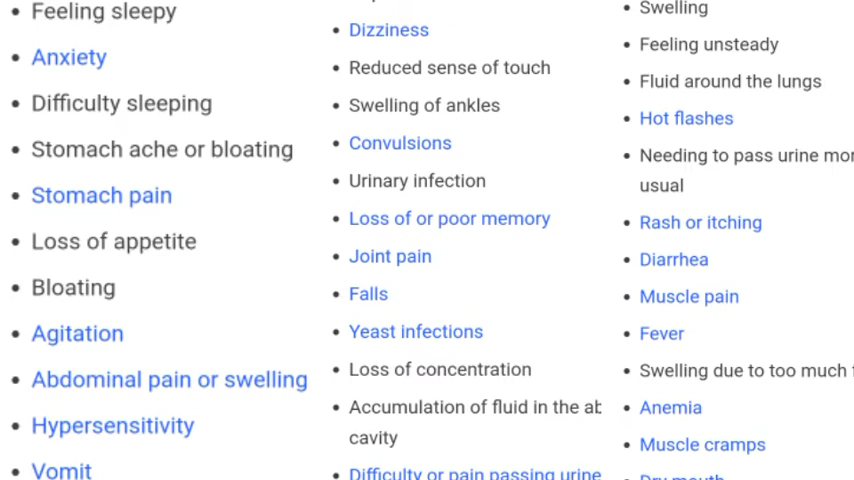 Feeling sleepy
Anxiety
Difficulty sleeping
Stomach ache or bloating
Stomach pain
Loss of appetite
Bloating
Agitation
Abdominal pain or swelling
Hypersensitivity
Vomit
Dizziness
Reduced sense of touch
Swelling of ankles
Convulsions
Urinary infection
Loss of or poor memory
Joint pain
Falls
Yeast infections
Loss of concentration
Accumulation of fluid in the ab
cavity
Difficulty or pain passing urine
Swelling
Feeling unsteady
Fluid around the lungs
Hot flashes
Needing to pass urine mor
usual
Rash or itching
Diarrhea
Muscle pain
Fever
Swelling due to too much
Anemia
Muscle cramps
Dry mouth